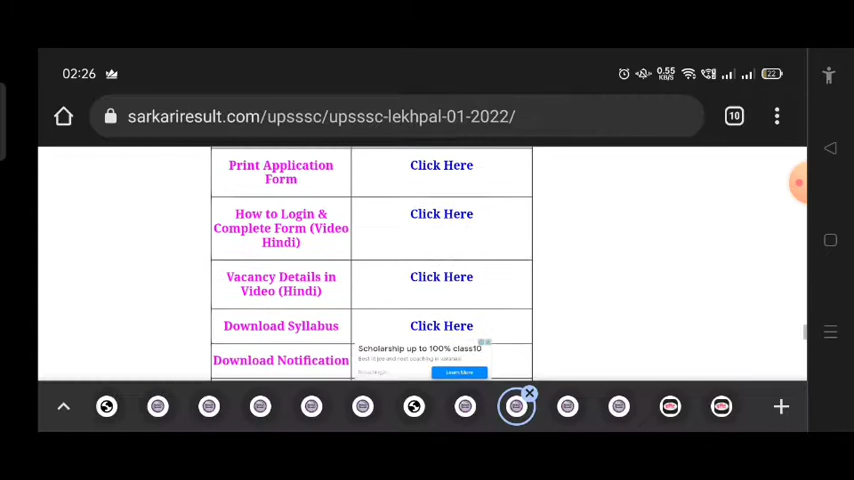 02:26
0.55
KB/S
22
sarkariresult.com/upsssc/upsssc-lekhpal-01-2022/
10
Print Application
Form
Click Here
How to Login &
Complete Form (Video
Hindi)
Click Here
Vacancy Details in
Video (Hindi)
Click Here
Download Syllabus
Click Here
Scholarship up to 100% class10
Download Notification
Learn More